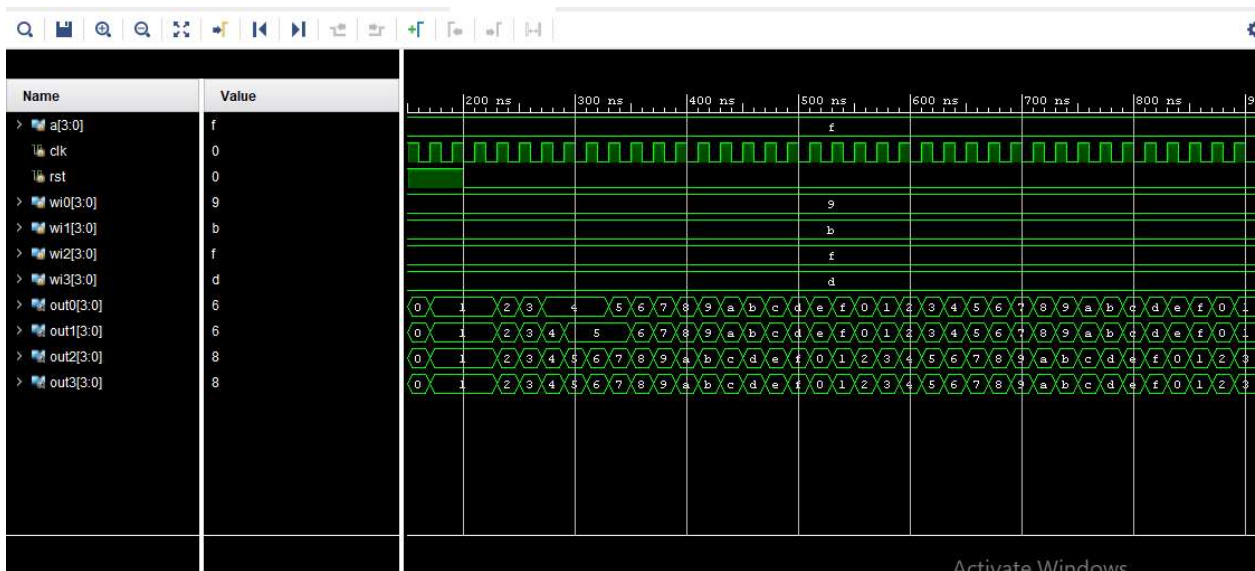 Name Value 200 ns 300 ns 400 ns 500 ns 600 ns 700 ns 800 ns 9
a[3:0] f f
clk 0
rst 0
wi0[3:0] 9 9
wi1[3:0] b b
wi2[3:0] f f
wi3[3:0] d d
out0[3:0] 6 0 1 2 3 4 5 6 7 8 9 a b c d e f 0 1 2 3 4 5 6 7 8 9 a b c d e f 0 1
out1[3:0] 6 0 1 2 3 4 5 6 7 8 9 a b c d e f 0 1 2 3 4 5 6 7 8 9 a b c d e f 0 1
out2[3:0] 8 0 1 2 3 4 5 6 7 8 9 a b c d e f 0 1 2 3 4 5 6 7 8 9 a b c d e f 0 1 2 3
out3[3:0] 8 0 1 2 3 4 5 6 7 8 9 a b c d e f 0 1 2 3 4 5 6 7 8 9 a b c d e f 0 1 2 3
Activate Windows